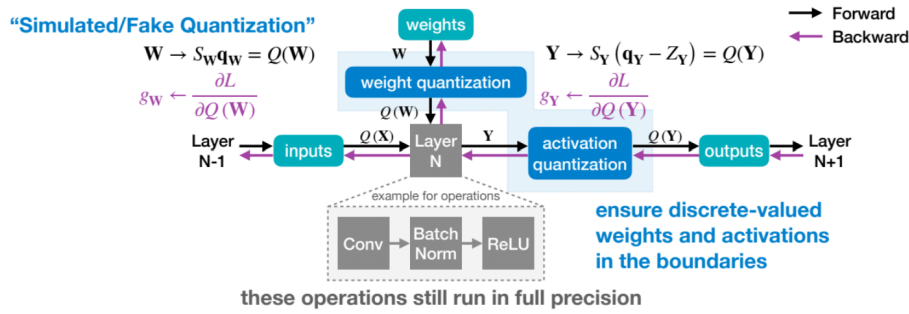 “Simulated/Fake Quantization”
weights
Forward
Backward
W → S_W q_W = Q(W)
W
Y → S_Y (q_Y − Z_Y) = Q(Y)
weight quantization
g_W ← ∂L / ∂Q(W)
g_Y ← ∂L / ∂Q(Y)
Q(W)
Layer
N-1
inputs
Q(X)
Layer
N
Y
activation
quantization
Q(Y)
outputs
Layer
N+1
example for operations
Conv
Batch
Norm
ReLU
ensure discrete-valued
weights and activations
in the boundaries
these operations still run in full precision